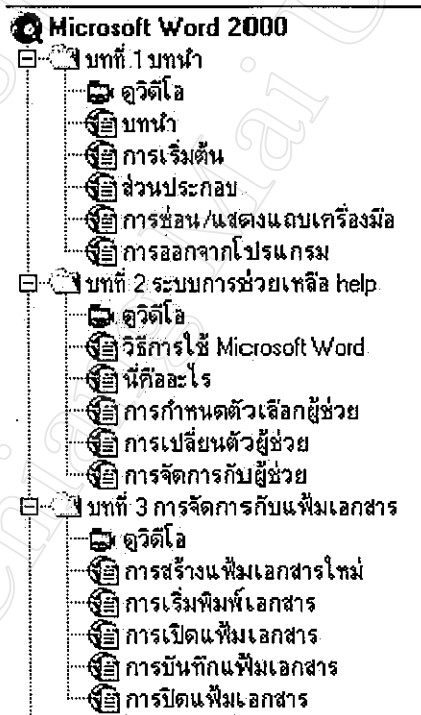 Microsoft Word 2000
บทที่ 1 บทนำ
ดูวิดีโอ
บทนำ
การเริ่มต้น
ส่วนประกอบ
การซ่อน/แสดงแถบเครื่องมือ
การออกจากโปรแกรม
บทที่ 2 ระบบการช่วยเหลือ help
ดูวิดีโอ
วิธีการใช้ Microsoft Word
นี่คืออะไร
การกำหนดตัวเลือกผู้ช่วย
การเปลี่ยนตัวผู้ช่วย
การจัดการกับผู้ช่วย
บทที่ 3 การจัดการกับแฟ้มเอกสาร
ดูวิดีโอ
การสร้างแฟ้มเอกสารใหม่
การเริ่มพิมพ์เอกสาร
การเปิดแฟ้มเอกสาร
การบันทึกแฟ้มเอกสาร
การปิดแฟ้มเอกสาร